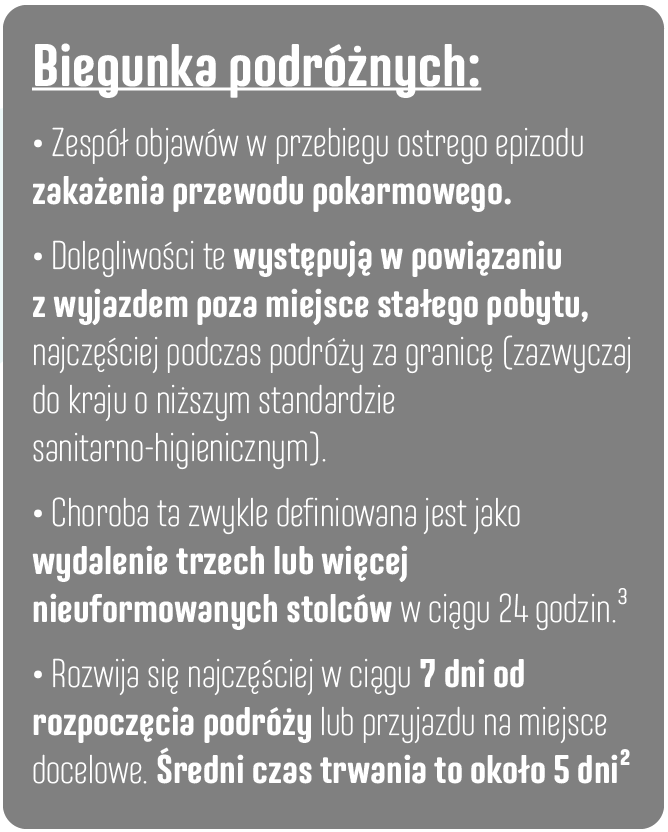 Biegunka podróżnych:
• Zespół objawów w przebiegu ostrego epizodu
zakażenia przewodu pokarmowego.
• Dolegliwości te występują w powiązaniu
z wyjazdem poza miejsce stałego pobytu,
najczęściej podczas podróży za granicę (zazwyczaj
do kraju o niższym standardzie
sanitarno-higienicznym).
• Choroba ta zwykle definiowana jest jako
wydalenie trzech lub więcej
nieuformowanych stolców w ciągu 24 godzin.³
• Rozwija się najczęściej w ciągu 7 dni od
rozpoczęcia podróży lub przyjazdu na miejsce
docelowe. Średni czas trwania to około 5 dni²